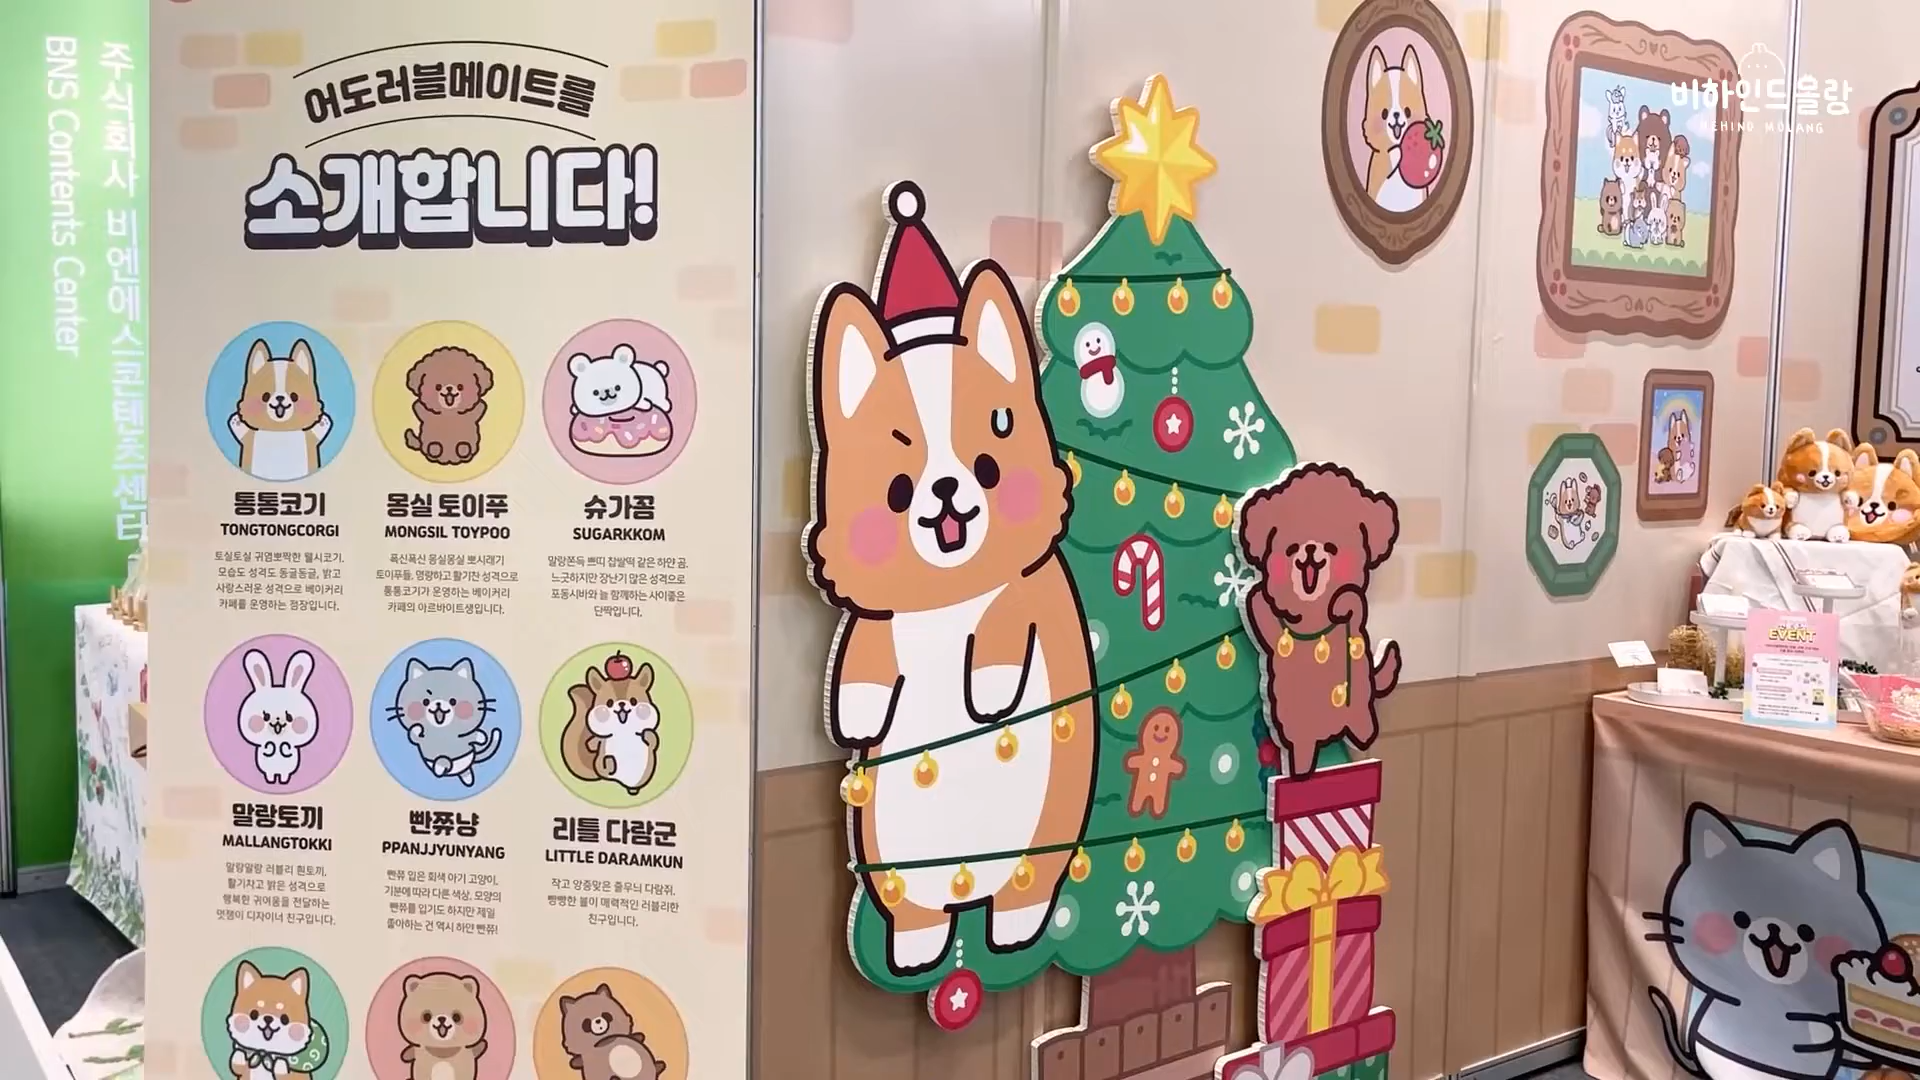 주식회사 비엔에스콘텐츠센터
BNS Contents Center
어도러블메이트를
소개합니다!
통통코기
TONGTONGCORGI
토실토실 귀염뽀짝한 웰시코기.
모습도 성격도 동글동글, 밝고
사랑스러운 성격으로 베이커리
카페를 운영하는 점장입니다.
몽실 토이푸
MONGSIL TOYPOO
폭신폭신 몽실몽실 뽀시래기
토이푸들. 명랑하고 활기찬 성격으로
통통코기가 운영하는 베이커리
카페의 아르바이트생입니다.
슈가꼼
SUGARKKOM
말랑쫀득 쁘띠 찹쌀떡 같은 하얀 곰.
느긋하지만 장난기 많은 성격으로
포동시바와 늘 함께하는 사이좋은
단짝입니다.
말랑토끼
MALLANGTOKKI
말랑말랑 러블리 흰토끼.
활기차고 밝은 성격으로
행복한 귀여움을 전달하는
멋쟁이 디자이너 친구입니다.
빤쮸냥
PPANJJYUNYANG
빤쮸 입은 회색 아기 고양이.
기분에 따라 다른 색상, 모양의
빤쮸를 입기도 하지만 제일
좋아하는 건 역시 하얀 빤쮸!
리틀 다람군
LITTLE DARAMKUN
작고 앙증맞은 줄무늬 다람쥐.
빵빵한 볼이 매력적인 러블리한
친구입니다.
비하인드몰랑
BEHIND MOLANG
EVENT